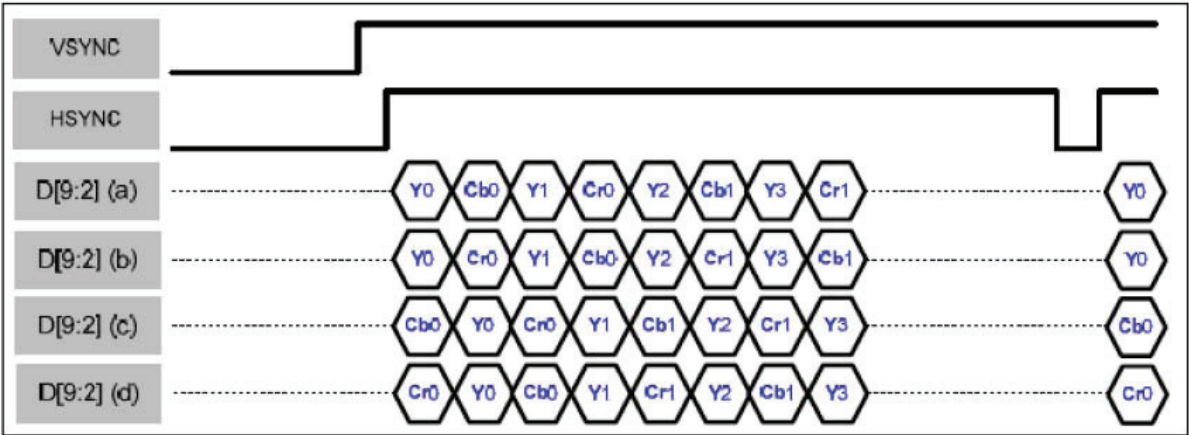 VSYNC
HSYNC
D[9:2] (a) Y0 Cb0 Y1 Cr0 Y2 Cb1 Y3 Cr1 Y0
D[9:2] (b) Y0 Cr0 Y1 Cb0 Y2 Cr1 Y3 Cb1 Y0
D[9:2] (c) Cb0 Y0 Cr0 Y1 Cb1 Y2 Cr1 Y3 Cb0
D[9:2] (d) Cr0 Y0 Cb0 Y1 Cr1 Y2 Cb1 Y3 Cr0